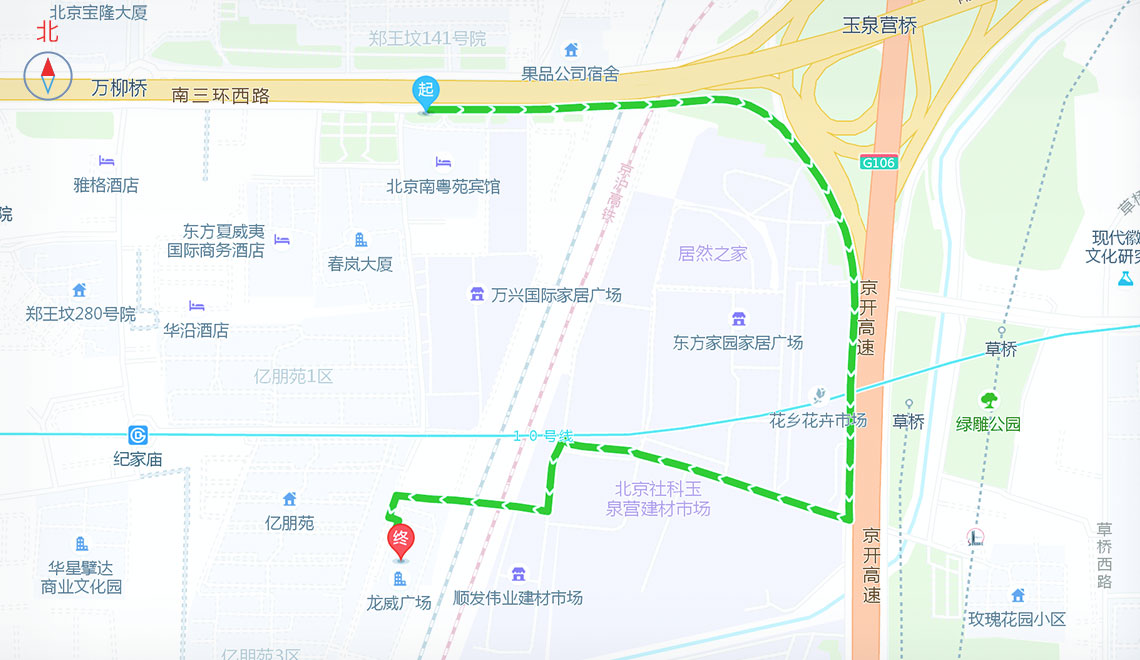 北京宝隆大厦
北
郑王坟141号院
玉泉营桥
果品公司宿舍
万柳桥
南三环西路
起
G106
京沪高铁
雅格酒店
北京南粤苑宾馆
院
草桥
东方夏威夷
国际商务酒店
春岚大厦
居然之家
现代徽
文化研究
万兴国际家居广场
京开高速
郑王坟280号院
华沿酒店
东方家园家居广场
草桥
亿朋苑1区
花乡花卉市场
草桥
绿雕公园
10号线
纪家庙
北京社科玉
泉营建材市场
亿朋苑
终
京开高速
草桥西路
华星擘达
商业文化园
龙威广场
顺发伟业建材市场
玫瑰花园小区
亿朋苑3区